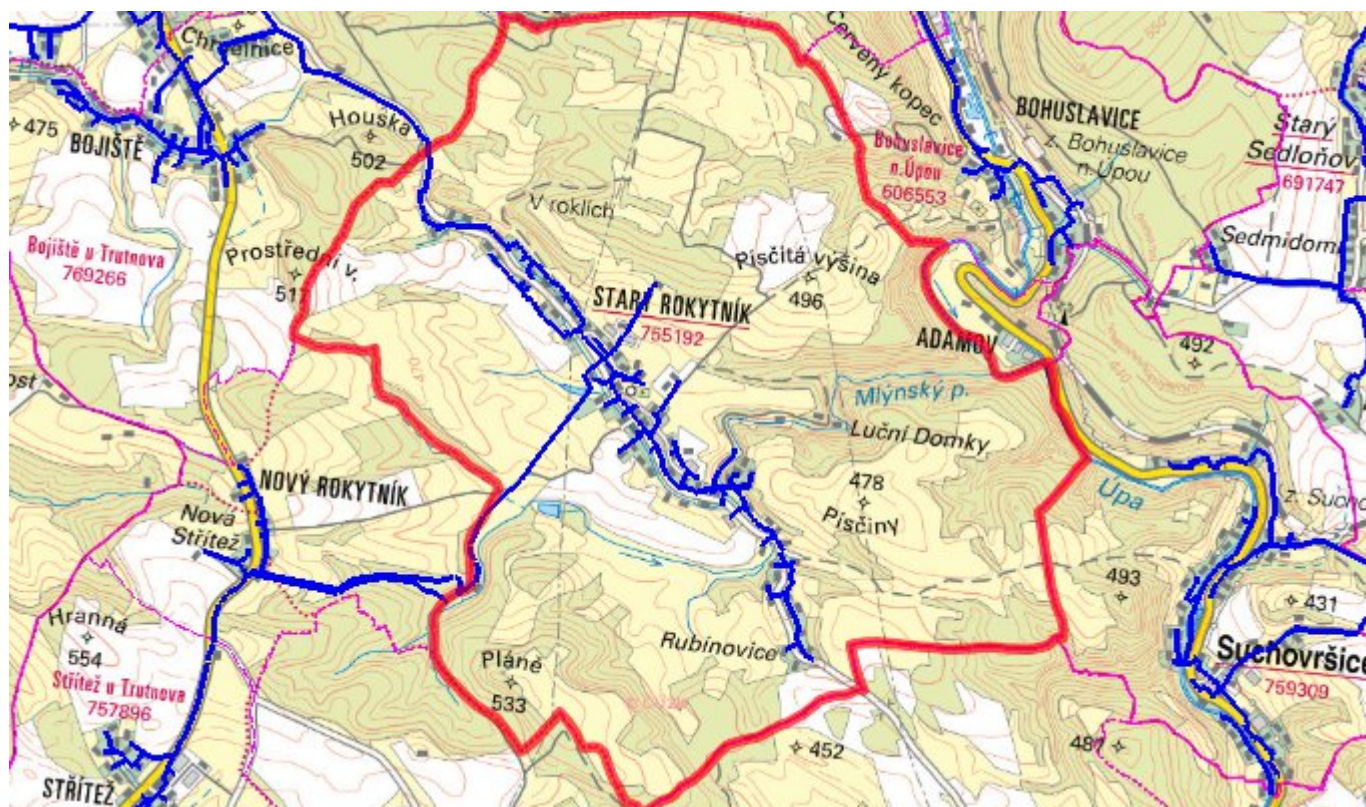 Chmelnice
Červený kopec
475
BOJIŠTĚ
Houška
502
BOHUSLAVICE
z. Bohuslavice
n.Úpou
Bohuslavice
n.Úpou
606553
Starý
Sedloňov
691747
V roklích
Sedmidomí
Bojiště u Trutnova
769266
Prostřední v.
517
Písčitá výšina
496
STARÝ ROKYTNÍK
755192
ADAMOV
492
Mlýnský p.
Luční Domky
NOVÝ ROKYTNÍK
Nová
Střítež
478
Písčiny
Úpa
z. Such
493
431
Hranná
554
Střítež u Trutnova
757896
Rubínovice
Pláně
533
Suchovršice
759309
452
487
STŘÍTEŽ